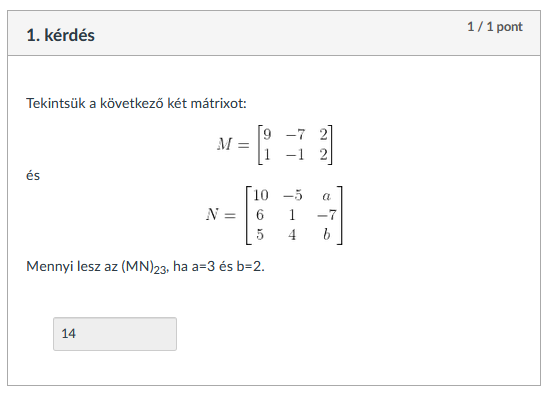 1. kérdés
1 / 1 pont
Tekintsük a következő két mátrixot:
M = [9 −7 2
1 −1 2]
és
N = [10 −5 a
6 1 −7
5 4 b]
Mennyi lesz az (MN)23, ha a=3 és b=2.
14